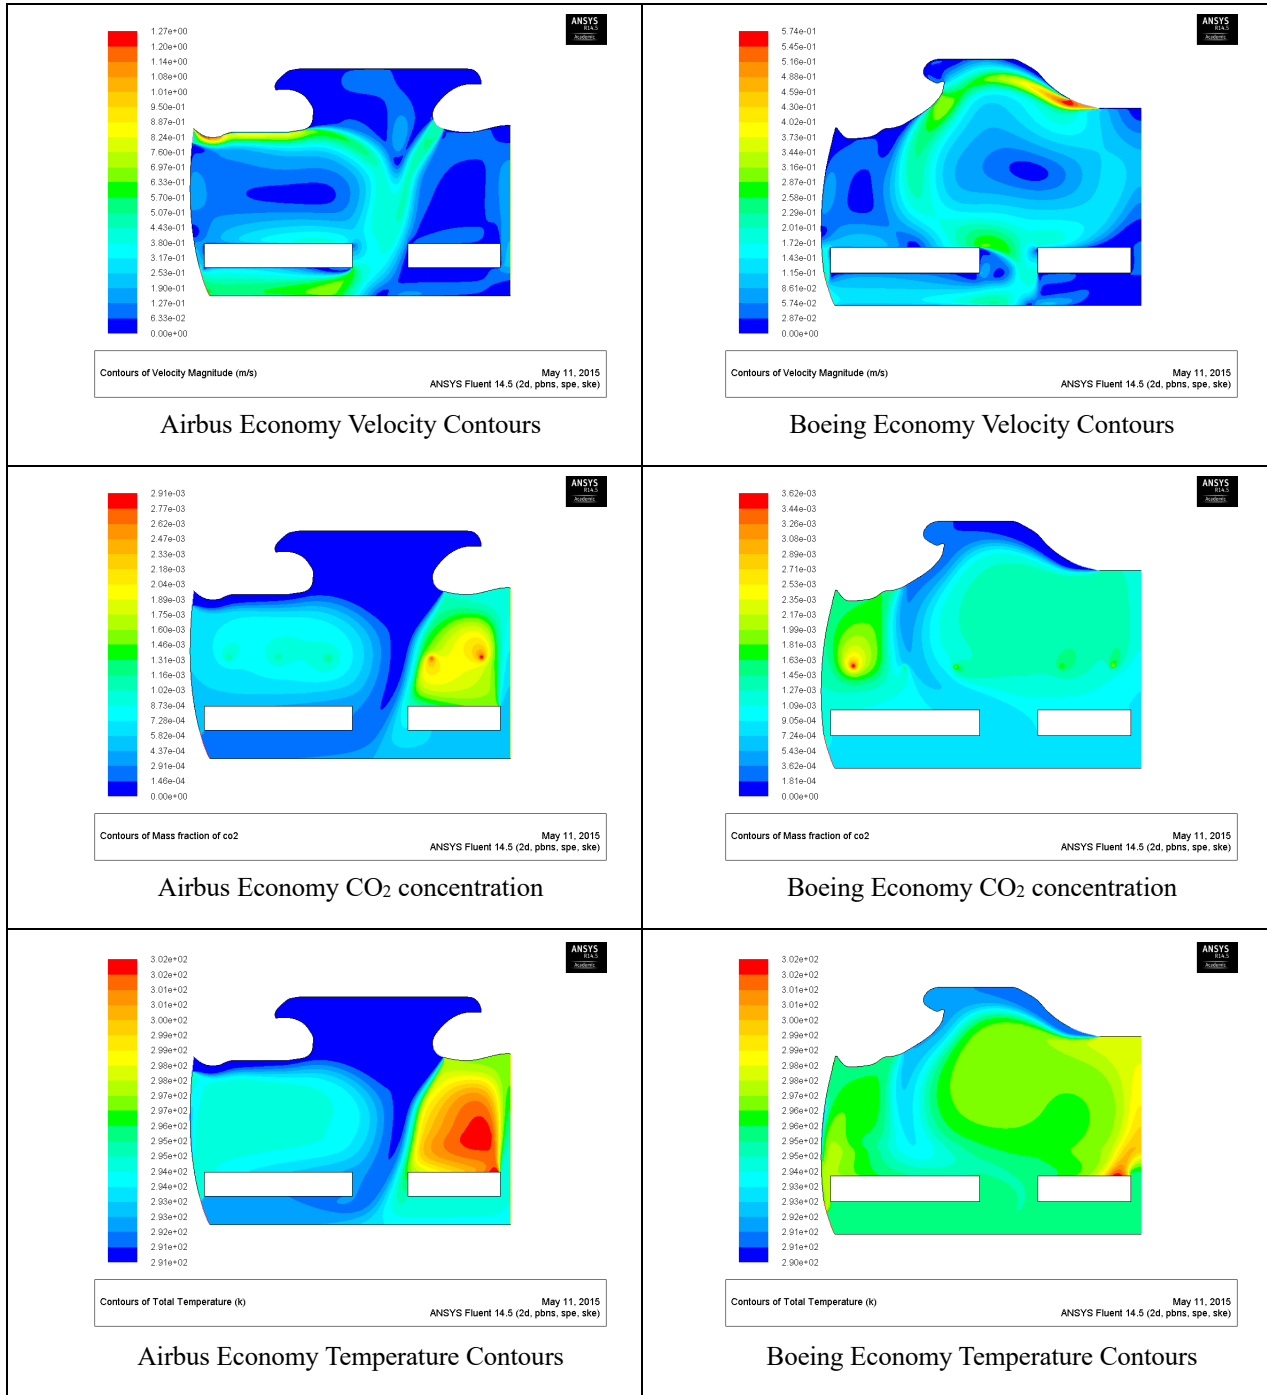 ANSYS
R14.5
Academic
1.27e+00
1.20e+00
1.14e+00
1.08e+00
1.01e+00
9.50e-01
8.87e-01
8.24e-01
7.60e-01
6.97e-01
6.33e-01
5.70e-01
5.07e-01
4.43e-01
3.80e-01
3.17e-01
2.53e-01
1.90e-01
1.27e-01
6.33e-02
0.00e+00
Contours of Velocity Magnitude (m/s)
May 11, 2015
ANSYS Fluent 14.5 (2d, pbns, spe, ske)
Airbus Economy Velocity Contours
ANSYS
R14.5
Academic
5.74e-01
5.45e-01
5.16e-01
4.88e-01
4.59e-01
4.30e-01
4.02e-01
3.73e-01
3.44e-01
3.16e-01
2.87e-01
2.58e-01
2.29e-01
2.01e-01
1.72e-01
1.43e-01
1.15e-01
8.61e-02
5.74e-02
2.87e-02
0.00e+00
Contours of Velocity Magnitude (m/s)
May 11, 2015
ANSYS Fluent 14.5 (2d, pbns, spe, ske)
Boeing Economy Velocity Contours
ANSYS
R14.5
Academic
2.91e-03
2.77e-03
2.62e-03
2.47e-03
2.33e-03
2.18e-03
2.04e-03
1.89e-03
1.75e-03
1.60e-03
1.46e-03
1.31e-03
1.16e-03
1.02e-03
8.73e-04
7.28e-04
5.82e-04
4.37e-04
2.91e-04
1.46e-04
0.00e+00
Contours of Mass fraction of co2
May 11, 2015
ANSYS Fluent 14.5 (2d, pbns, spe, ske)
Airbus Economy CO₂ concentration
ANSYS
R14.5
Academic
3.62e-03
3.44e-03
3.26e-03
3.08e-03
2.89e-03
2.71e-03
2.53e-03
2.35e-03
2.17e-03
1.99e-03
1.81e-03
1.63e-03
1.45e-03
1.27e-03
1.09e-03
9.05e-04
7.24e-04
5.43e-04
3.62e-04
1.81e-04
0.00e+00
Contours of Mass fraction of co2
May 11, 2015
ANSYS Fluent 14.5 (2d, pbns, spe, ske)
Boeing Economy CO₂ concentration
ANSYS
R14.5
Academic
3.02e+02
3.02e+02
3.01e+02
3.01e+02
3.00e+02
2.99e+02
2.99e+02
2.98e+02
2.98e+02
2.97e+02
2.96e+02
2.96e+02
2.95e+02
2.95e+02
2.94e+02
2.94e+02
2.93e+02
2.93e+02
2.92e+02
2.91e+02
2.91e+02
Contours of Total Temperature (k)
May 11, 2015
ANSYS Fluent 14.5 (2d, pbns, spe, ske)
Airbus Economy Temperature Contours
ANSYS
R14.5
Academic
3.02e+02
3.02e+02
3.01e+02
3.01e+02
3.00e+02
2.99e+02
2.99e+02
2.98e+02
2.98e+02
2.97e+02
2.96e+02
2.96e+02
2.95e+02
2.95e+02
2.94e+02
2.93e+02
2.93e+02
2.92e+02
2.91e+02
2.91e+02
2.90e+02
Contours of Total Temperature (k)
May 11, 2015
ANSYS Fluent 14.5 (2d, pbns, spe, ske)
Boeing Economy Temperature Contours